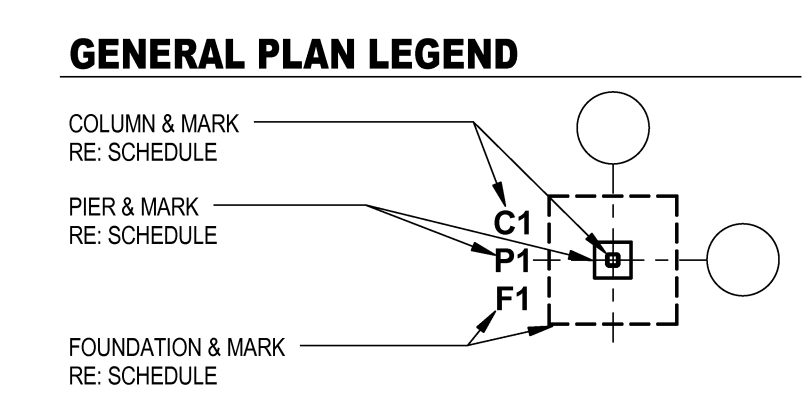 GENERAL PLAN LEGEND
COLUMN & MARK
RE: SCHEDULE
PIER & MARK
RE: SCHEDULE
C1
P1
F1
FOUNDATION & MARK
RE: SCHEDULE